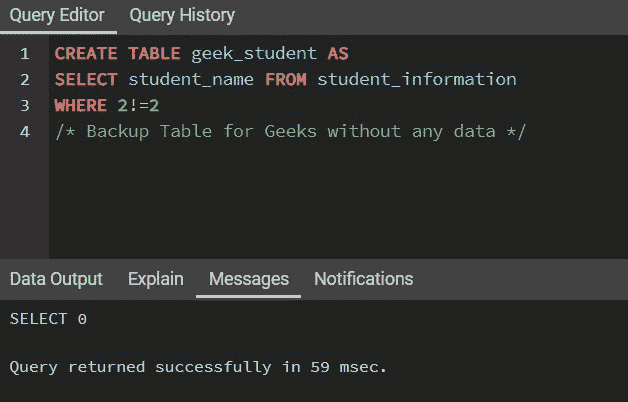 Query Editor Query History
1 CREATE TABLE geek_student AS
2 SELECT student_name FROM student_information
3 WHERE 2!=2
4 /* Backup Table for Geeks without any data */
Data Output Explain Messages Notifications
SELECT 0
Query returned successfully in 59 msec.